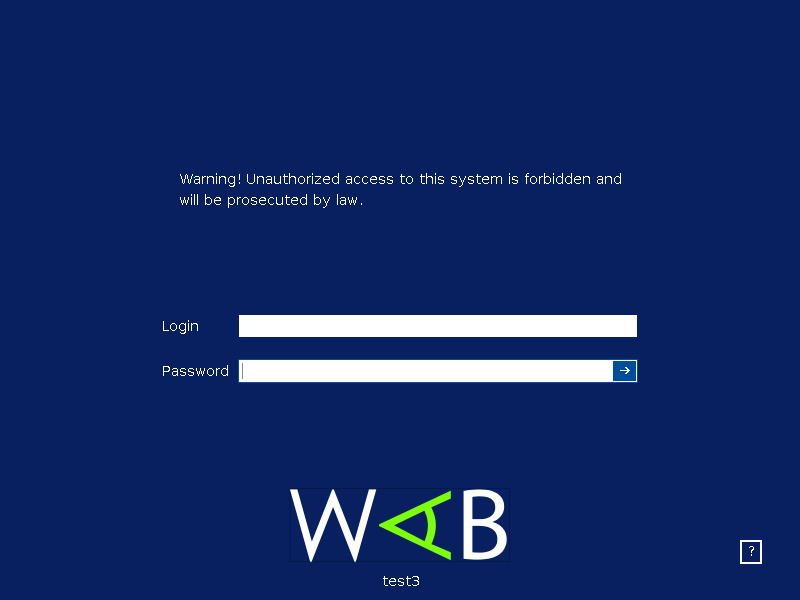 Warning! Unauthorized access to this system is forbidden and
will be prosecuted by law.
Login
Password
WAB
test3
?